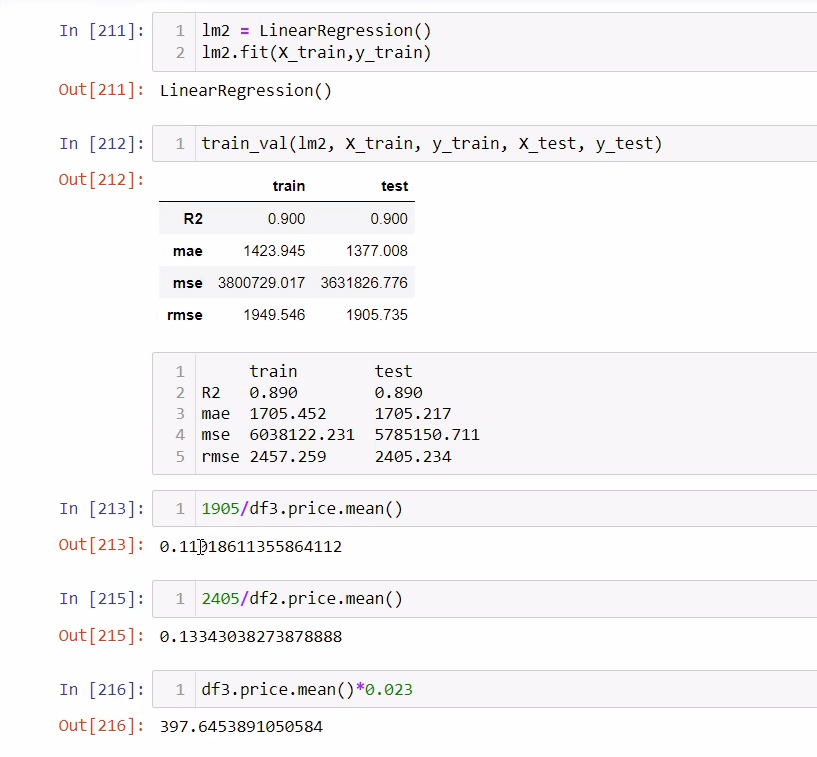 In [211]:
1 lm2 = LinearRegression()
2 lm2.fit(X_train,y_train)
Out[211]: LinearRegression()
In [212]:
1 train_val(lm2, X_train, y_train, X_test, y_test)
Out[212]:
train test
R2 0.900 0.900
mae 1423.945 1377.008
mse 3800729.017 3631826.776
rmse 1949.546 1905.735
1 train test
2 R2 0.890 0.890
3 mae 1705.452 1705.217
4 mse 6038122.231 5785150.711
5 rmse 2457.259 2405.234
In [213]:
1 1905/df3.price.mean()
Out[213]: 0.11018611355864112
In [215]:
1 2405/df2.price.mean()
Out[215]: 0.13343038273878888
In [216]:
1 df3.price.mean()*0.023
Out[216]: 397.6453891050584